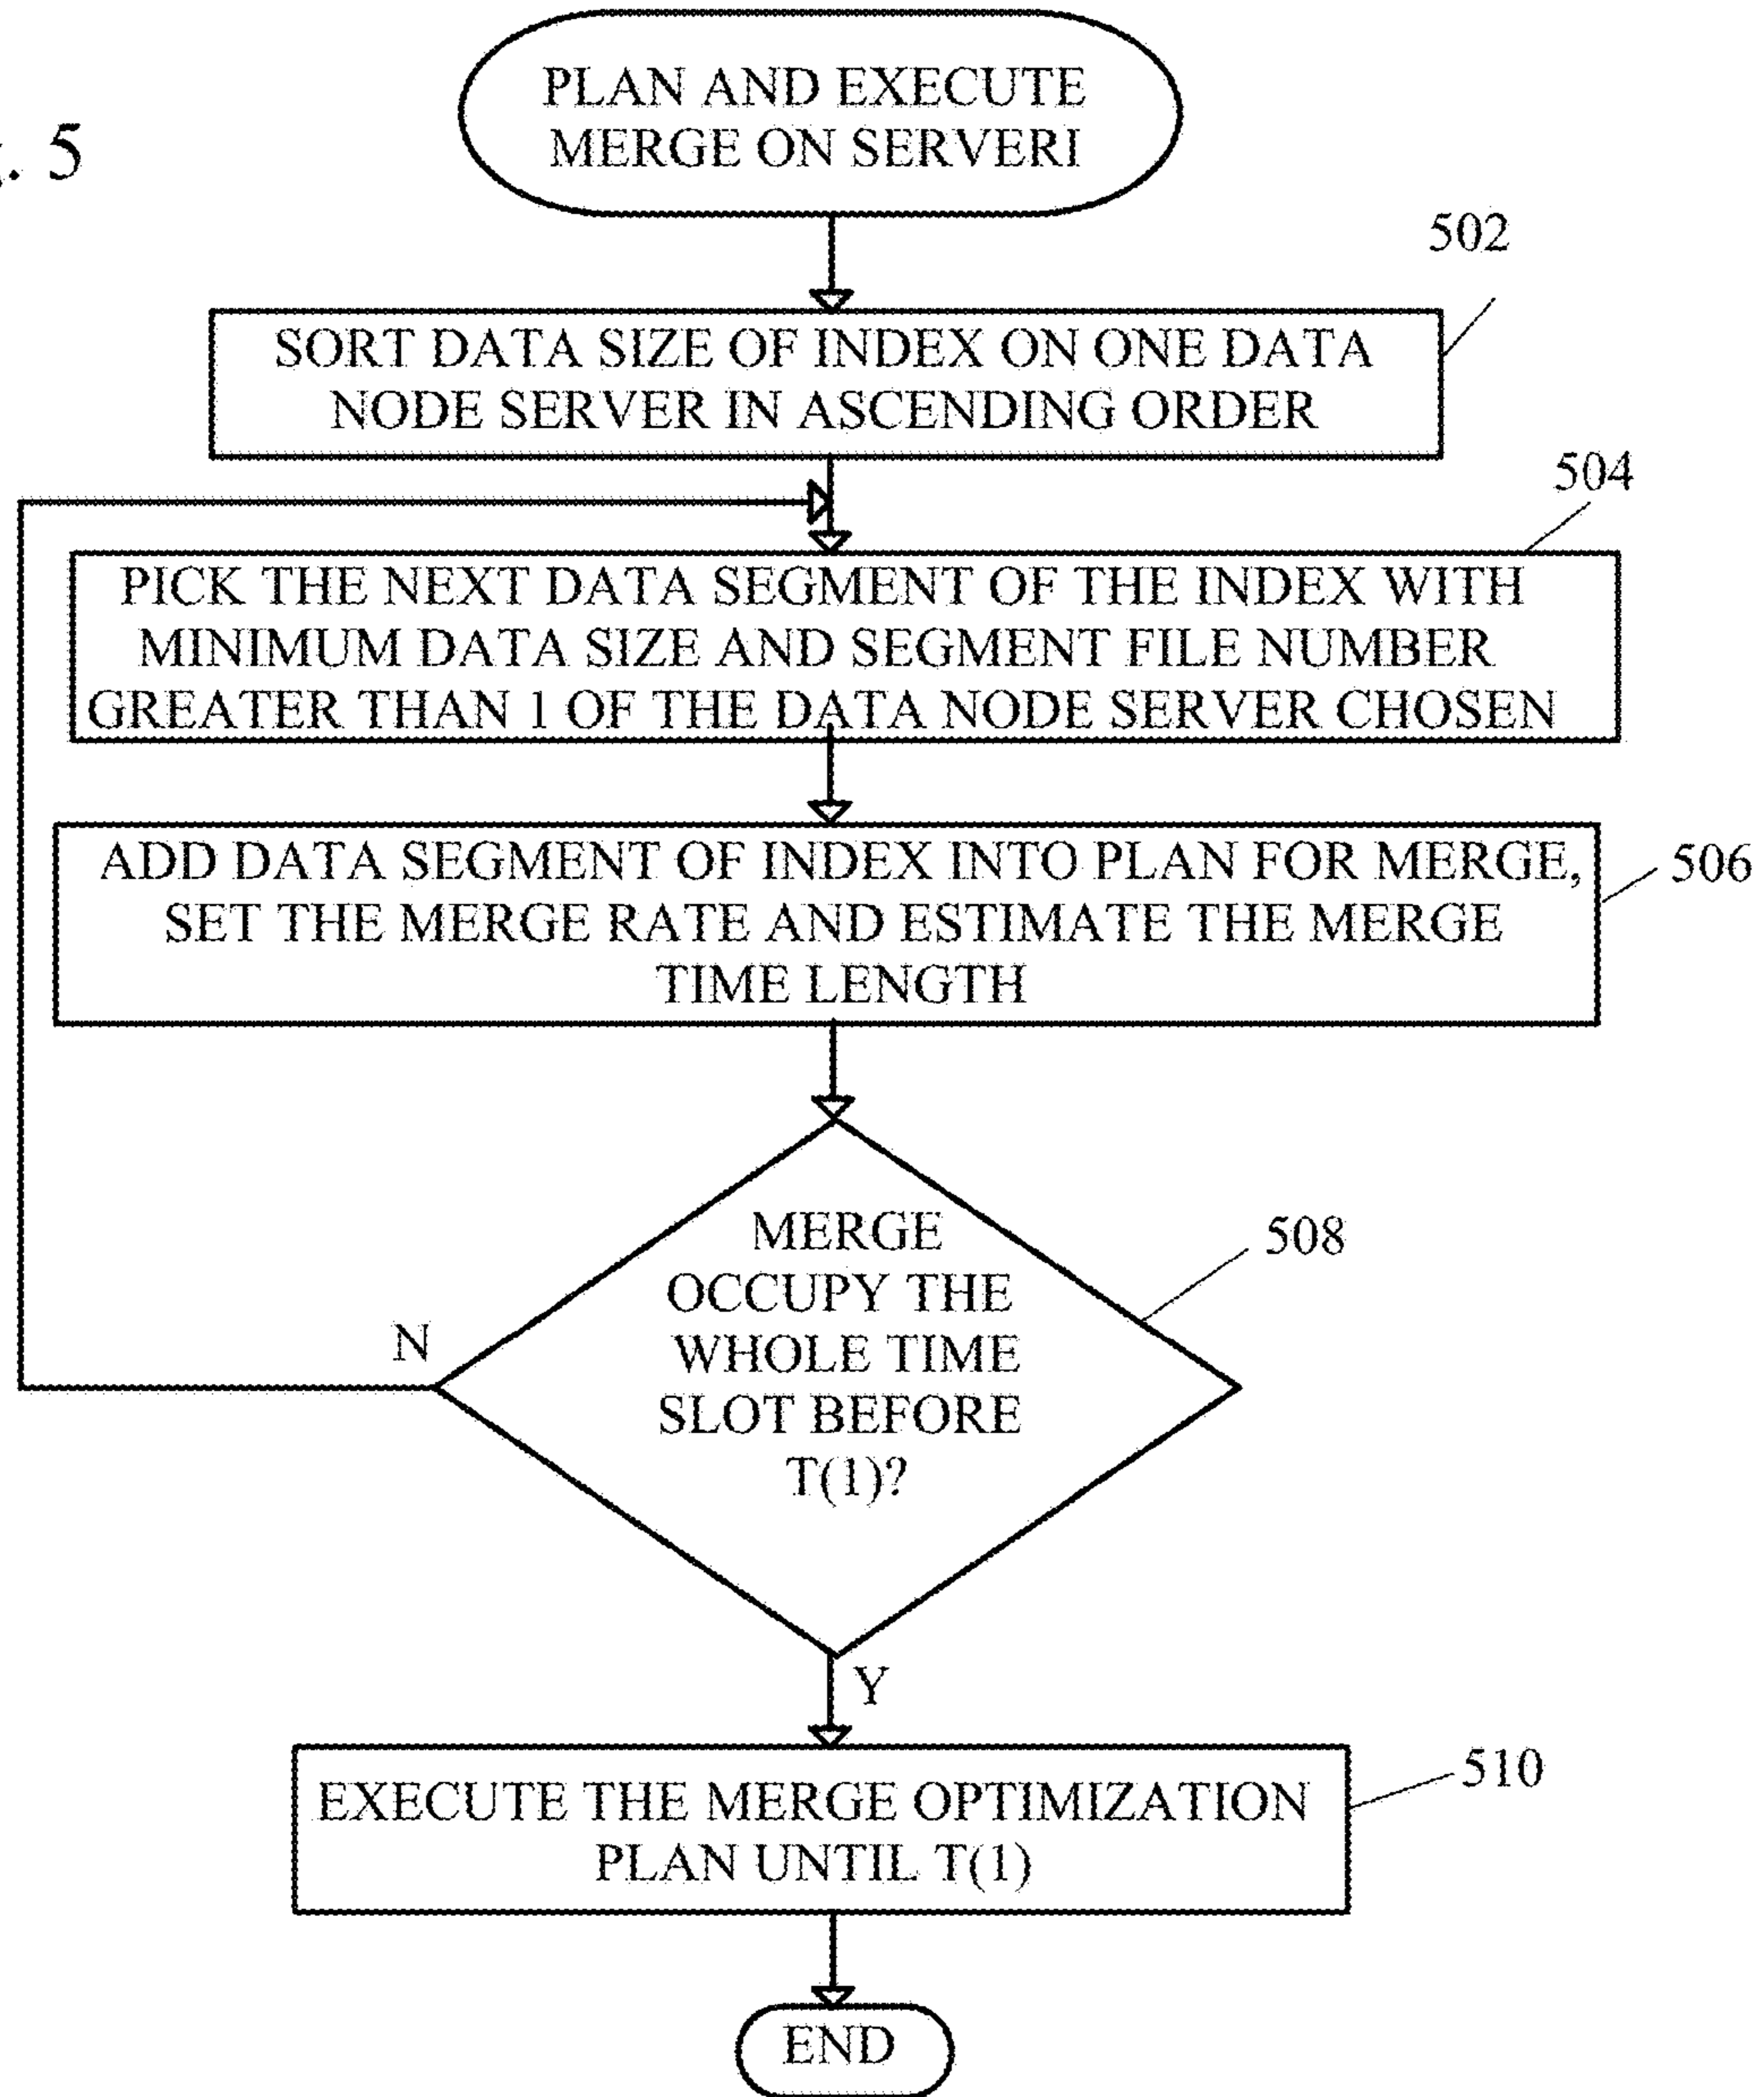 . 5
PLAN AND EXECUTE
MERGE ON SERVERI
502
SORT DATA SIZE OF INDEX ON ONE DATA
NODE SERVER IN ASCENDING ORDER
504
PICK THE NEXT DATA SEGMENT OF THE INDEX WITH
MINIMUM DATA SIZE AND SEGMENT FILE NUMBER
GREATER THAN 1 OF THE DATA NODE SERVER CHOSEN
ADD DATA SEGMENT OF INDEX INTO PLAN FOR MERGE,
SET THE MERGE RATE AND ESTIMATE THE MERGE
TIME LENGTH
506
MERGE
OCCUPY THE
WHOLE TIME
SLOT BEFORE
T(1)?
508
N
Y
EXECUTE THE MERGE OPTIMIZATION
PLAN UNTIL T(1)
510
END